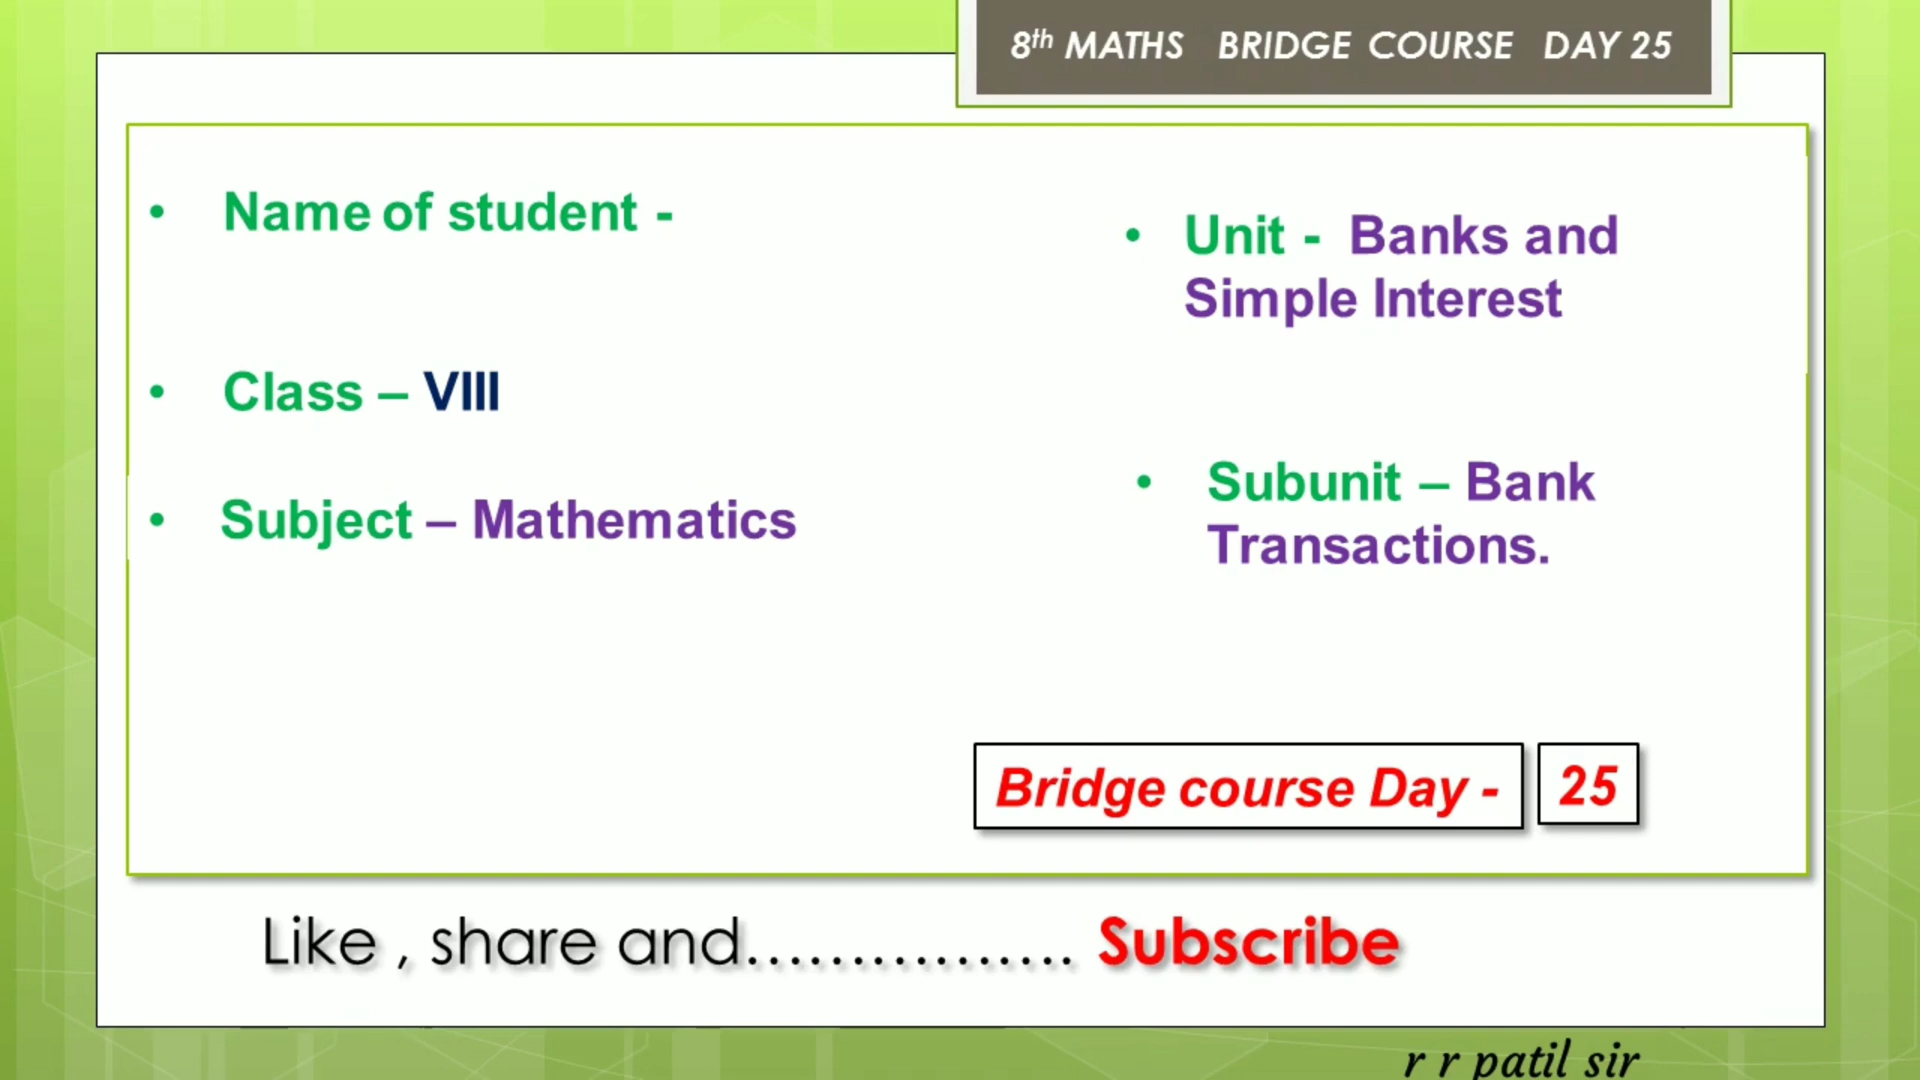 8th MATHS BRIDGE COURSE DAY 25
• Name of student -
• Class – VIII
• Subject – Mathematics
• Unit - Banks and
Simple Interest
• Subunit – Bank
Transactions.
Bridge course Day - 25
Like , share and................ Subscribe
r r patil sir